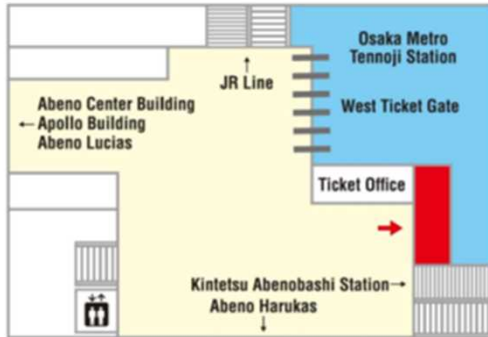 Osaka Metro
Tennoji Station
↑
JR Line
West Ticket Gate
Abeno Center Building
← Apollo Building
Abeno Lucias
Ticket Office
Kintetsu Abenobashi Station →
Abeno Harukas
↓